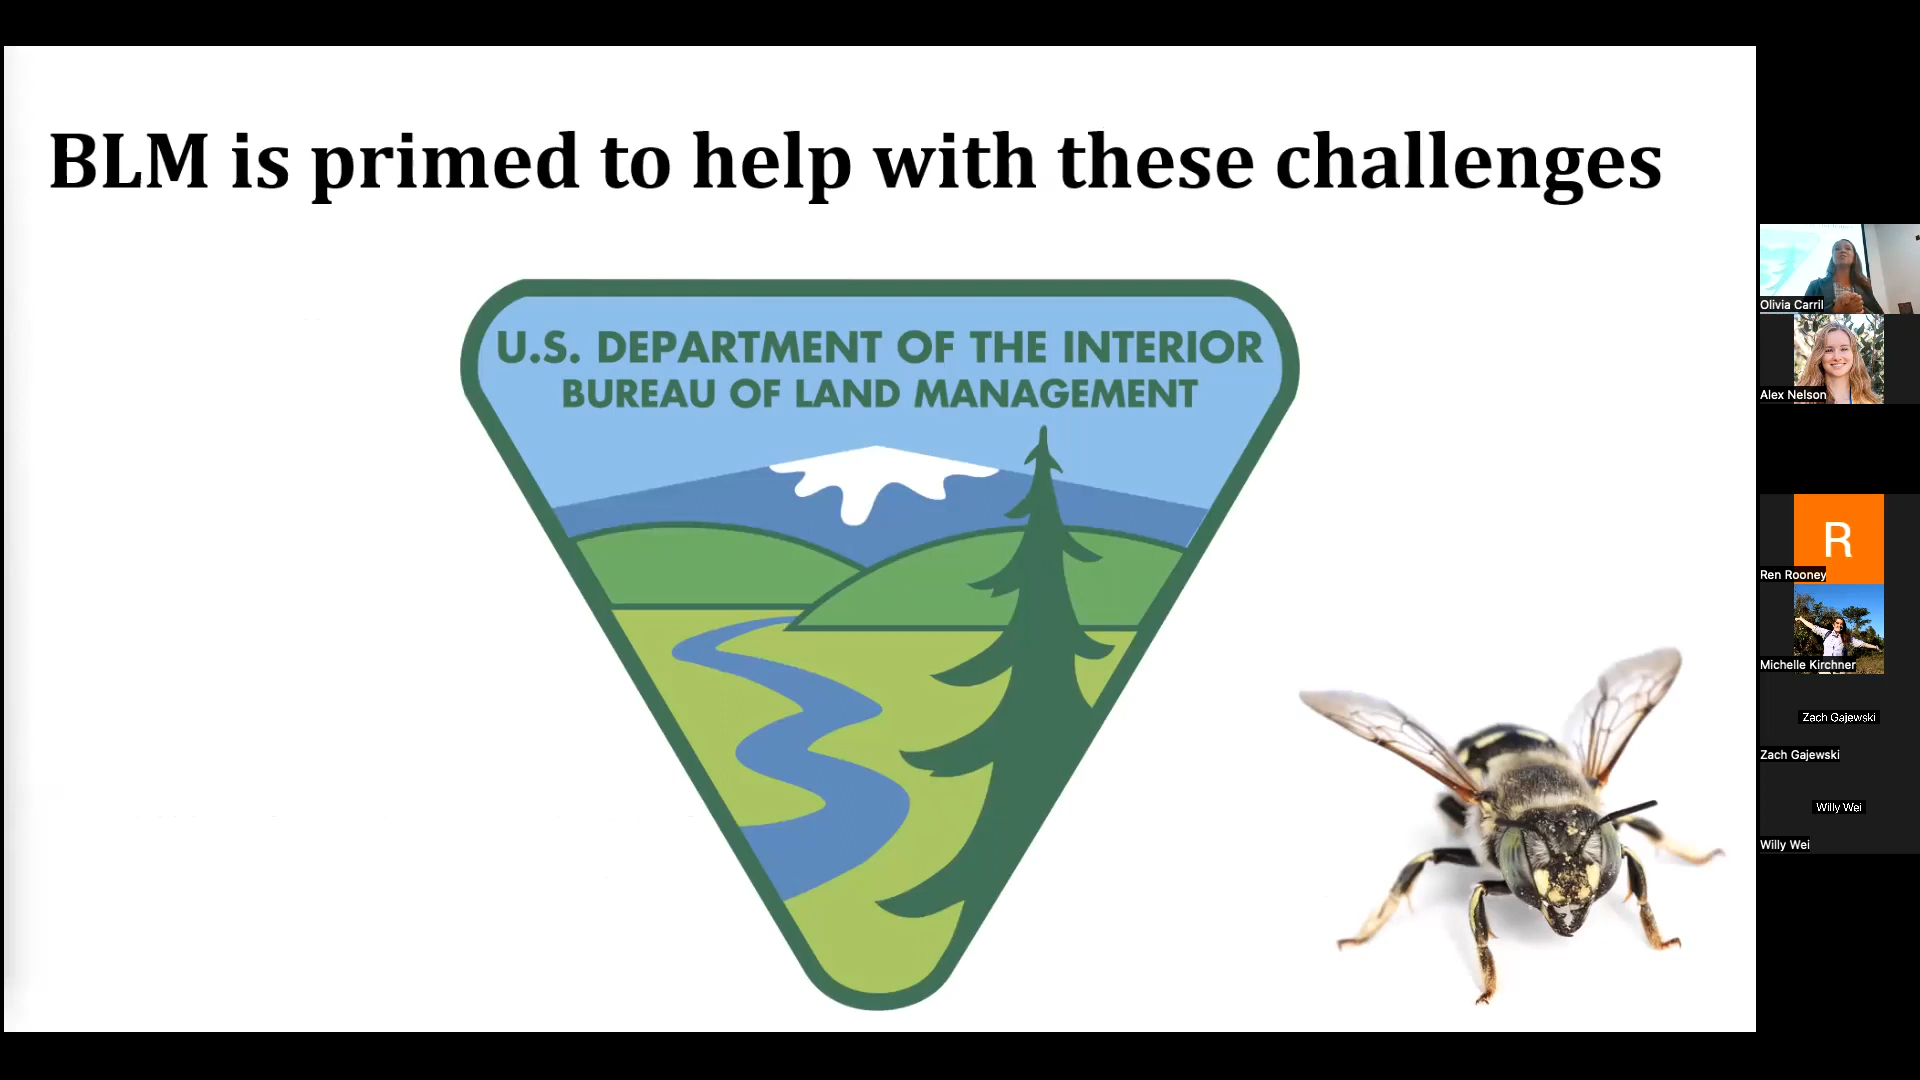 BLM is primed to help with these challenges
U.S. DEPARTMENT OF THE INTERIOR
BUREAU OF LAND MANAGEMENT
Olivia Carril
Alex Nelson
R
Ren Rooney
Michelle Kirchner
Zach Gajewski
Zach Gajewski
Willy Wei
Willy Wei